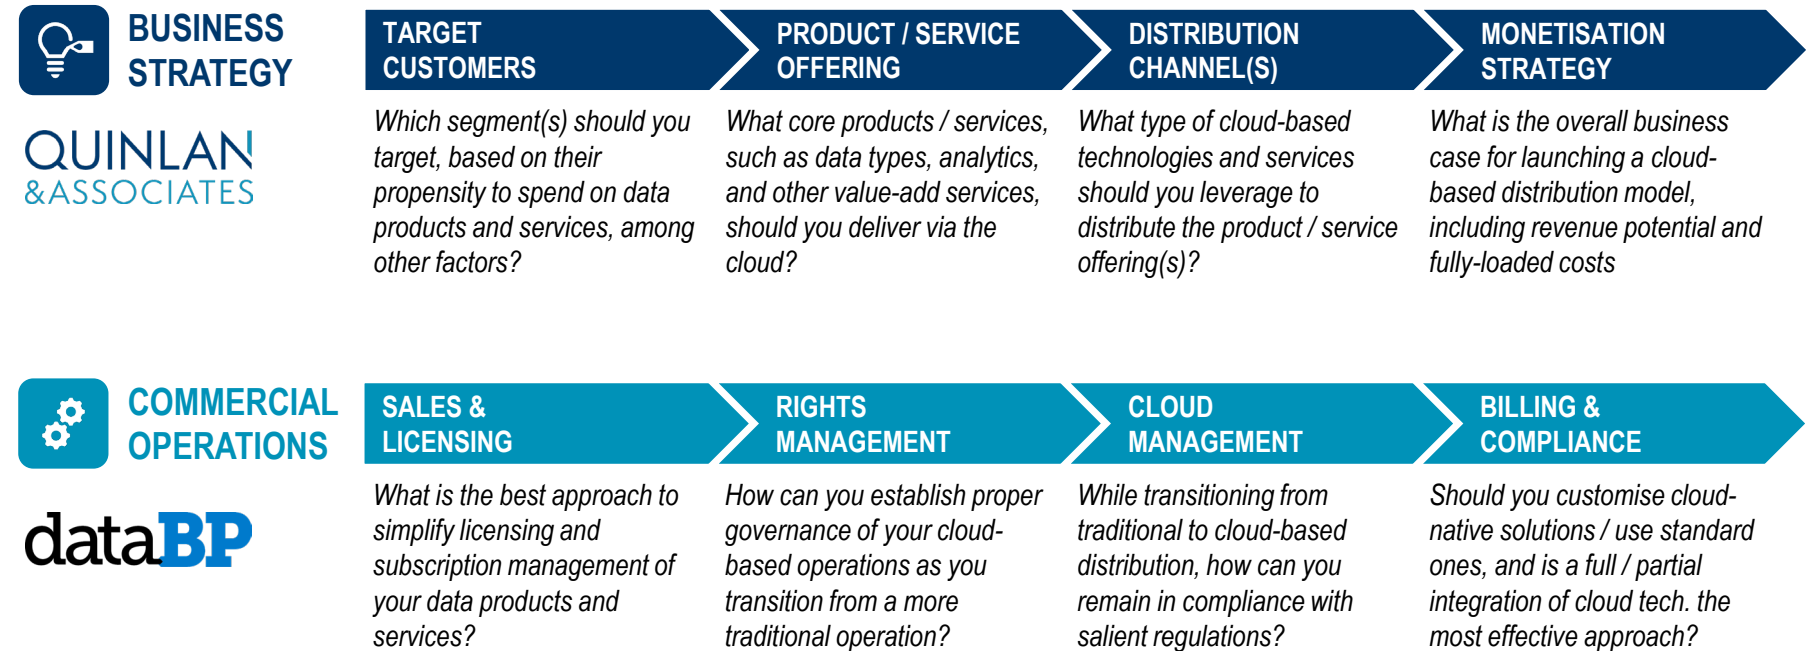 BUSINESS
STRATEGY
QUINLAN
&ASSOCIATES
TARGET
CUSTOMERS
Which segment(s) should you
target, based on their
propensity to spend on data
products and services, among
other factors?
PRODUCT / SERVICE
OFFERING
What core products / services,
such as data types, analytics,
and other value-add services,
should you deliver via the
cloud?
DISTRIBUTION
CHANNEL(S)
What type of cloud-based
technologies and services
should you leverage to
distribute the product / service
offering(s)?
MONETISATION
STRATEGY
What is the overall business
case for launching a cloud-
based distribution model,
including revenue potential and
fully-loaded costs
COMMERCIAL
OPERATIONS
dataBP
SALES &
LICENSING
What is the best approach to
simplify licensing and
subscription management of
your data products and
services?
RIGHTS
MANAGEMENT
How can you establish proper
governance of your cloud-
based operations as you
transition from a more
traditional operation?
CLOUD
MANAGEMENT
While transitioning from
traditional to cloud-based
distribution, how can you
remain in compliance with
salient regulations?
BILLING &
COMPLIANCE
Should you customise cloud-
native solutions / use standard
ones, and is a full / partial
integration of cloud tech. the
most effective approach?